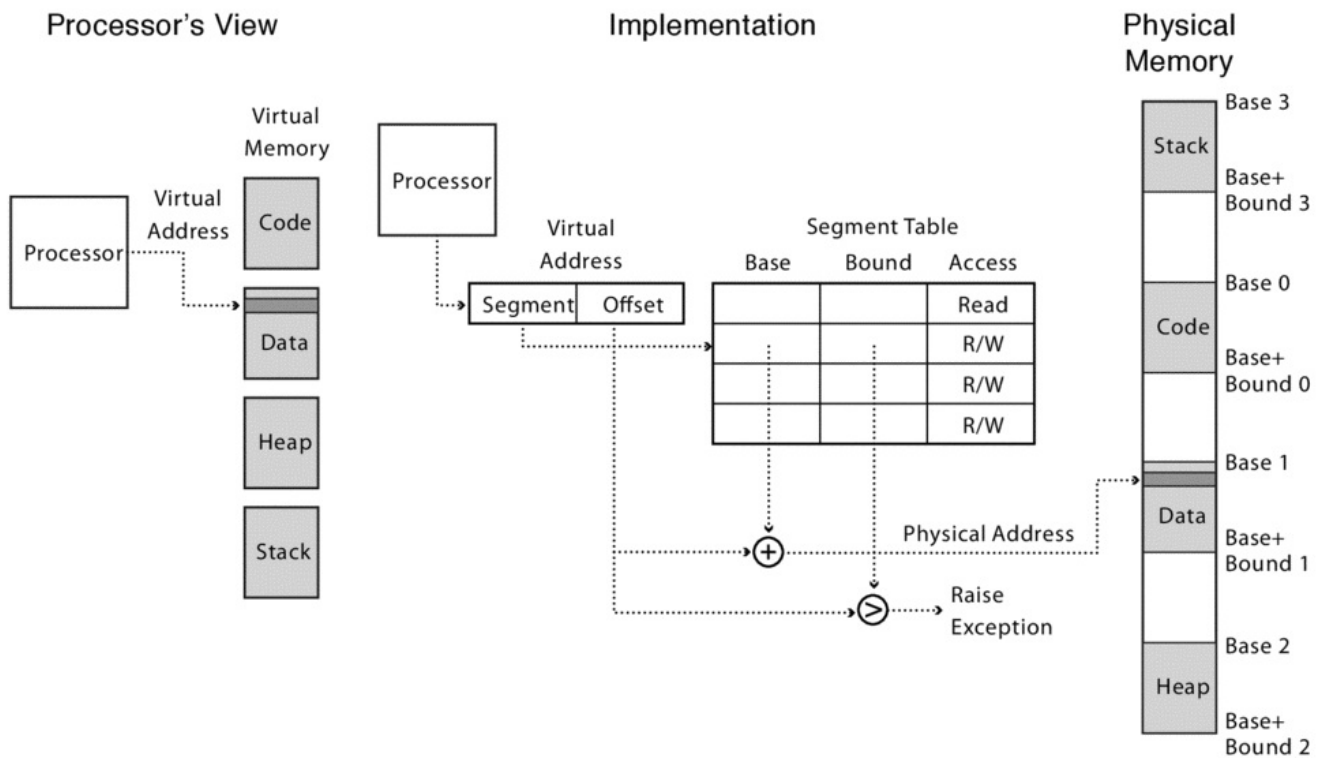 Processor's View
Implementation
Physical
Memory
Virtual
Memory
Processor
Virtual
Address
Code
Data
Heap
Stack
Processor
Virtual
Address
Segment
Offset
Segment Table
Base
Bound
Access
Read
R/W
R/W
R/W
+
Physical Address
>
Raise
Exception
Base 3
Stack
Base+
Bound 3
Base 0
Code
Base+
Bound 0
Base 1
Data
Base+
Bound 1
Base 2
Heap
Base+
Bound 2